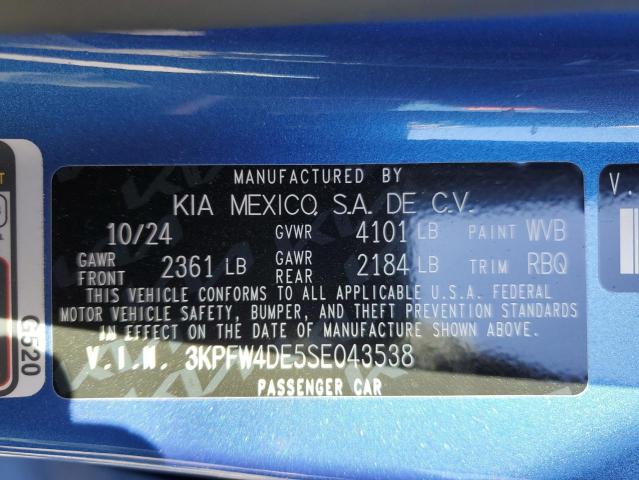 MANUFACTURED BY
KIA MEXICO, S.A. DE C.V.
10/24 GVWR 4101 LB PAINT WVB
GAWR FRONT 2361 LB GAWR REAR 2184 LB TRIM RBQ
THIS VEHICLE CONFORMS TO ALL APPLICABLE U.S.A. FEDERAL
MOTOR VEHICLE SAFETY, BUMPER, AND THEFT PREVENTION STANDARDS
IN EFFECT ON THE DATE OF MANUFACTURE SHOWN ABOVE.
V.I.N. 3KPFW4DE5SE043538
PASSENGER CAR
G520
V.